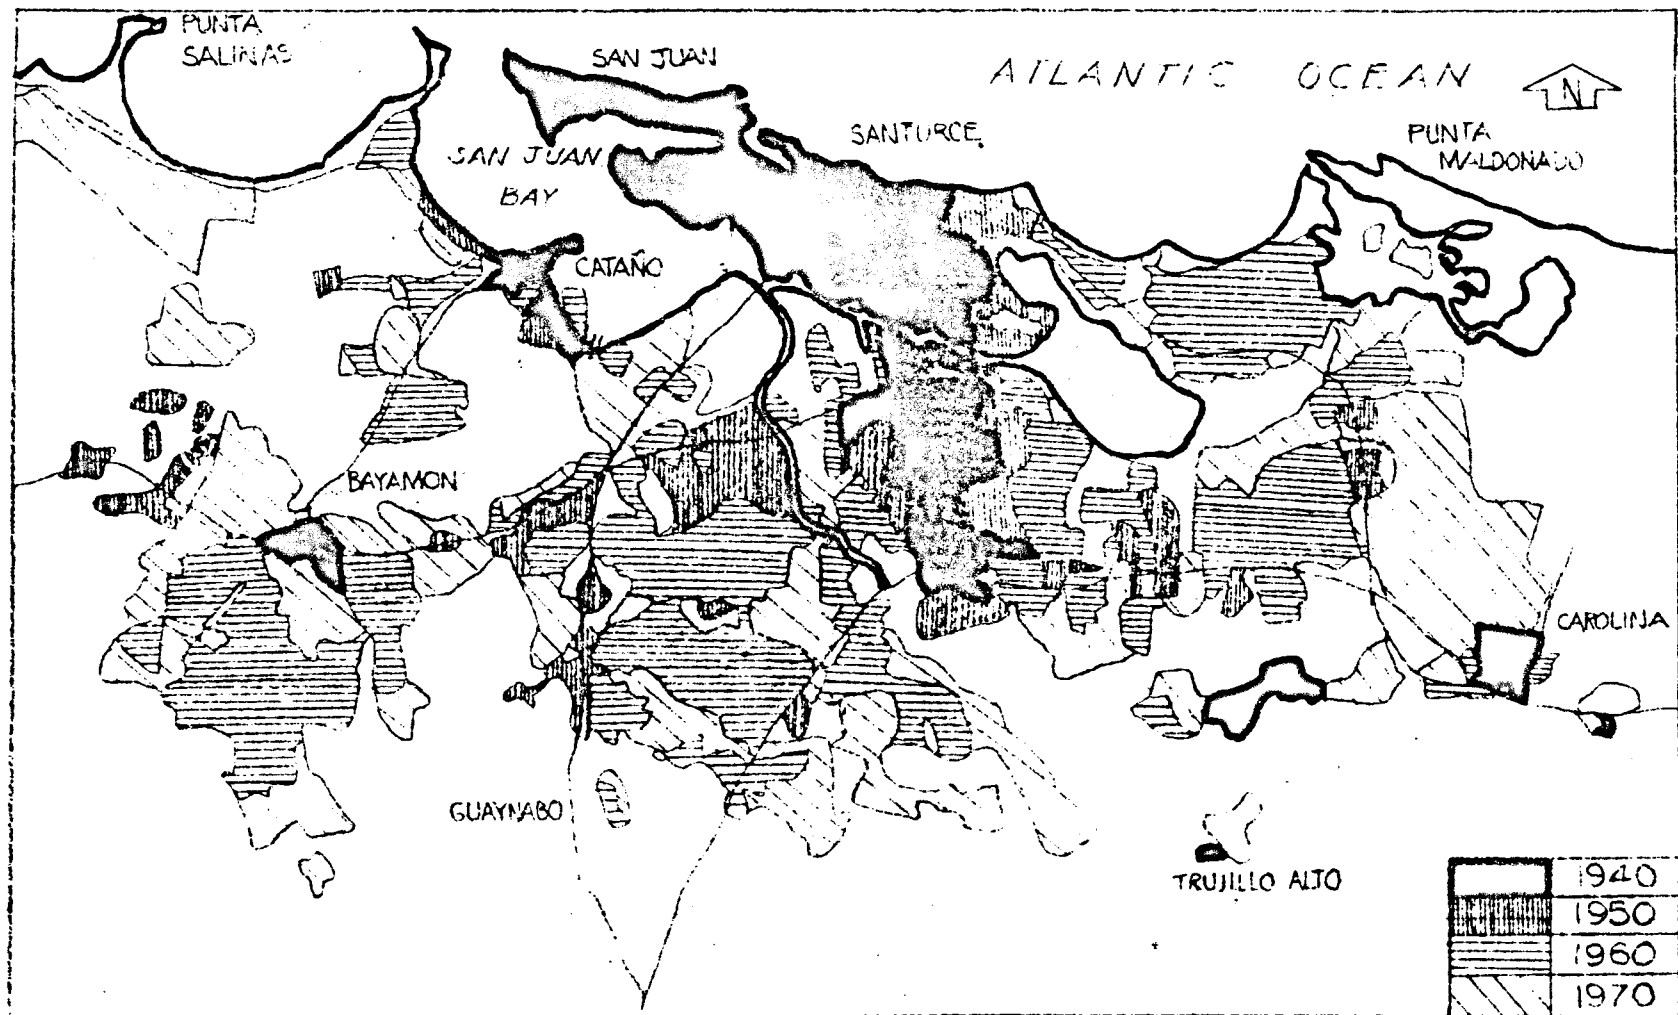 PUNTA
SALINAS
SAN JUAN
ATLANTIC OCEAN
N
SAN JUAN
BAY
SANTURCE
PUNTA
MALDONADO
CATAÑO
BAYAMON
CAROLINA
GUAYNABO
TRUJILLO ALTO
1940
1950
1960
1970